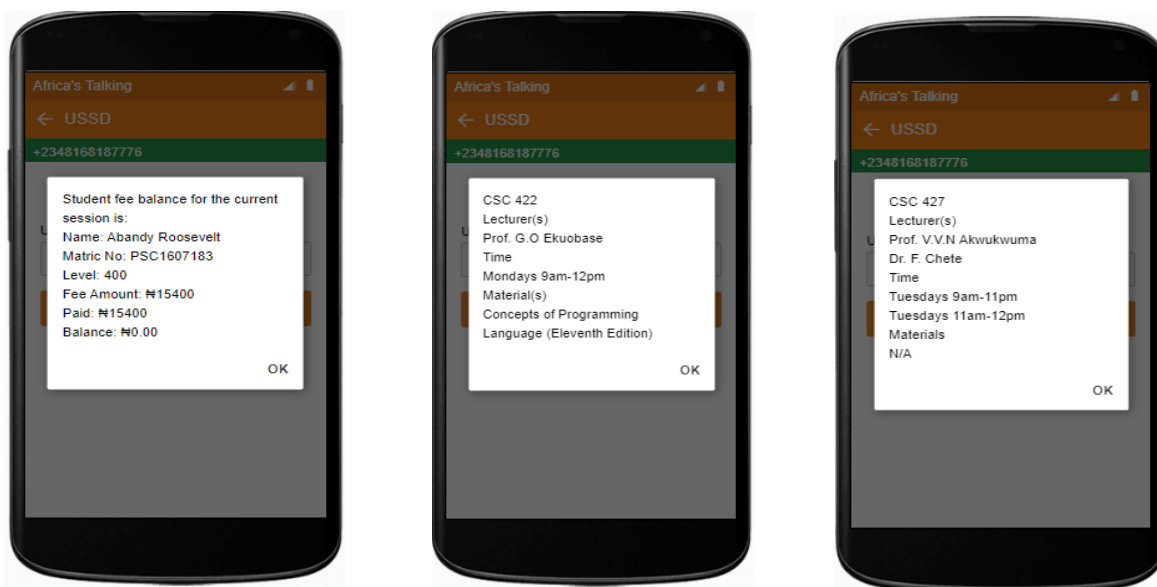 Africa's Talking
← USSD
+2348168187776
Student fee balance for the current
session is:
Name: Abandy Roosevelt
Matric No: PSC1607183
Level: 400
Fee Amount: ₦15400
Paid: ₦15400
Balance: ₦0.00
OK
Africa's Talking
← USSD
+2348168187776
CSC 422
Lecturer(s)
Prof. G.O Ekuobase
Time
Mondays 9am-12pm
Material(s)
Concepts of Programming
Language (Eleventh Edition)
OK
Africa's Talking
← USSD
+2348168187776
CSC 427
Lecturer(s)
Prof. V.V.N Akwukwuma
Dr. F. Chete
Time
Tuesdays 9am-11pm
Tuesdays 11am-12pm
Materials
N/A
OK